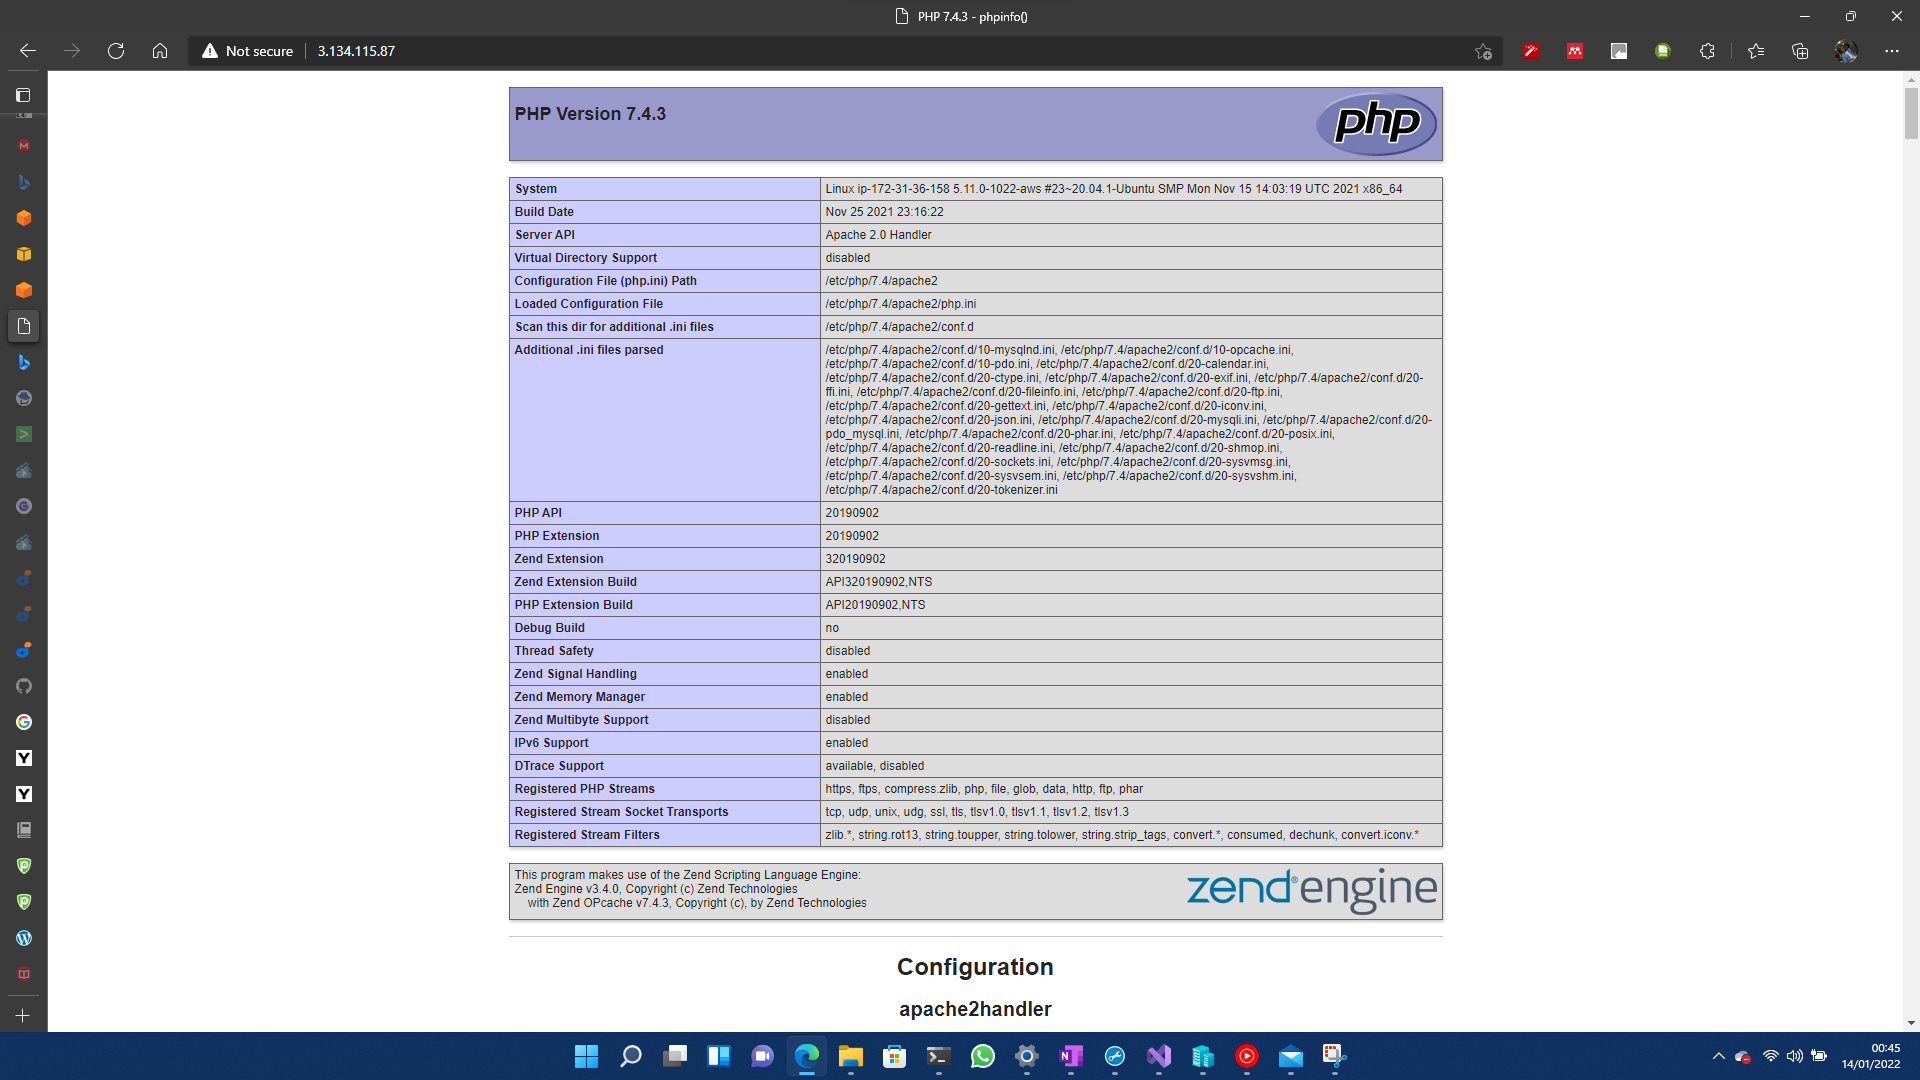 PHP 7.4.3 - phpinfo()
Not secure
3.134.115.87
PHP Version 7.4.3
php
System Linux ip-172-31-36-158 5.11.0-1022-aws #23~20.04.1-Ubuntu SMP Mon Nov 15 14:03:19 UTC 2021 x86_64
Build Date Nov 25 2021 23:16:22
Server API Apache 2.0 Handler
Virtual Directory Support disabled
Configuration File (php.ini) Path /etc/php/7.4/apache2
Loaded Configuration File /etc/php/7.4/apache2/php.ini
Scan this dir for additional .ini files /etc/php/7.4/apache2/conf.d
Additional .ini files parsed /etc/php/7.4/apache2/conf.d/10-mysqlnd.ini, /etc/php/7.4/apache2/conf.d/10-opcache.ini,
/etc/php/7.4/apache2/conf.d/10-pdo.ini, /etc/php/7.4/apache2/conf.d/20-calendar.ini,
/etc/php/7.4/apache2/conf.d/20-ctype.ini, /etc/php/7.4/apache2/conf.d/20-exif.ini, /etc/php/7.4/apache2/conf.d/20-
ffi.ini, /etc/php/7.4/apache2/conf.d/20-fileinfo.ini, /etc/php/7.4/apache2/conf.d/20-ftp.ini,
/etc/php/7.4/apache2/conf.d/20-gettext.ini, /etc/php/7.4/apache2/conf.d/20-iconv.ini,
/etc/php/7.4/apache2/conf.d/20-json.ini, /etc/php/7.4/apache2/conf.d/20-mysqli.ini, /etc/php/7.4/apache2/conf.d/20-
pdo_mysql.ini, /etc/php/7.4/apache2/conf.d/20-phar.ini, /etc/php/7.4/apache2/conf.d/20-posix.ini,
/etc/php/7.4/apache2/conf.d/20-readline.ini, /etc/php/7.4/apache2/conf.d/20-shmop.ini,
/etc/php/7.4/apache2/conf.d/20-sockets.ini, /etc/php/7.4/apache2/conf.d/20-sysvmsg.ini,
/etc/php/7.4/apache2/conf.d/20-sysvsem.ini, /etc/php/7.4/apache2/conf.d/20-sysvshm.ini,
/etc/php/7.4/apache2/conf.d/20-tokenizer.ini
PHP API 20190902
PHP Extension 20190902
Zend Extension 320190902
Zend Extension Build API320190902,NTS
PHP Extension Build API20190902,NTS
Debug Build no
Thread Safety disabled
Zend Signal Handling enabled
Zend Memory Manager enabled
Zend Multibyte Support disabled
IPv6 Support enabled
DTrace Support available, disabled
Registered PHP Streams https, ftps, compress.zlib, php, file, glob, data, http, ftp, phar
Registered Stream Socket Transports tcp, udp, unix, udg, ssl, tls, tlsv1.0, tlsv1.1, tlsv1.2, tlsv1.3
Registered Stream Filters zlib.*, string.rot13, string.toupper, string.tolower, string.strip_tags, convert.*, consumed, dechunk, convert.iconv.*
This program makes use of the Zend Scripting Language Engine:
Zend Engine v3.4.0, Copyright (c) Zend Technologies
with Zend OPcache v7.4.3, Copyright (c), by Zend Technologies
zend engine
Configuration
apache2handler
00:45
14/01/2022